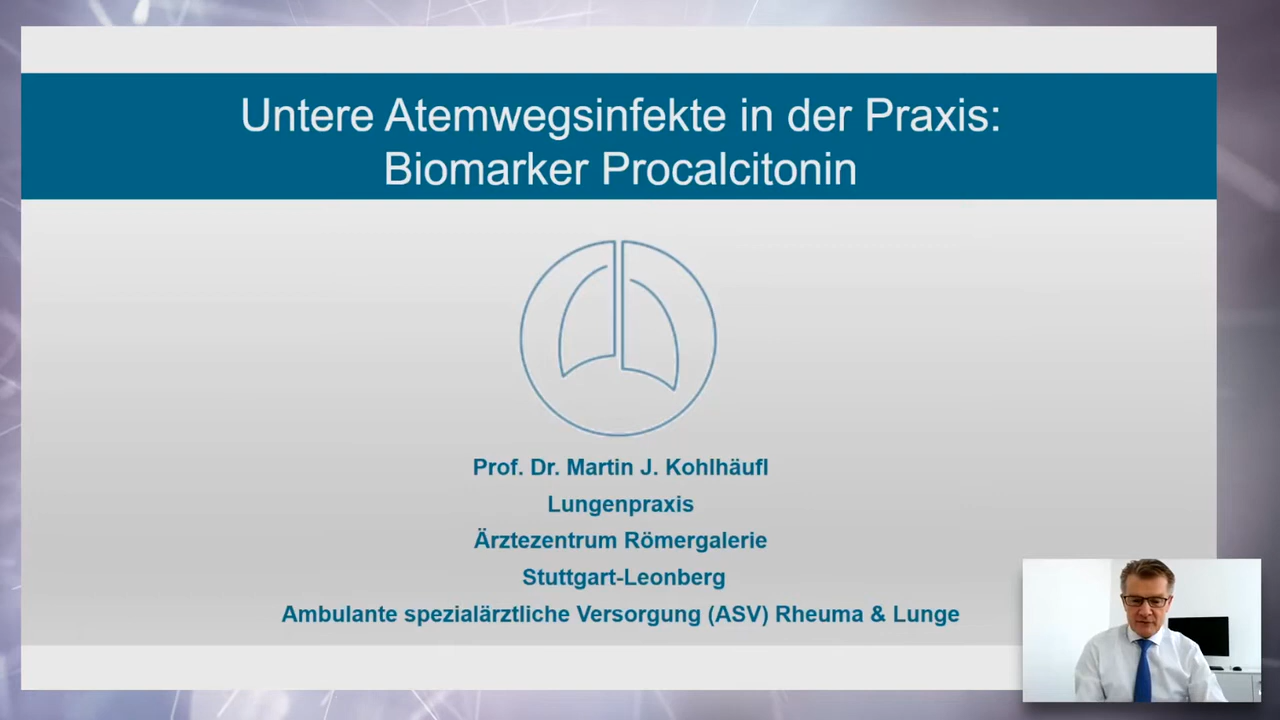 Untere Atemwegsinfekte in der Praxis:
Biomarker Procalcitonin
Prof. Dr. Martin J. Kohlhäufl
Lungenpraxis
Ärztezentrum Römergalerie
Stuttgart-Leonberg
Ambulante spezialärztliche Versorgung (ASV) Rheuma & Lunge